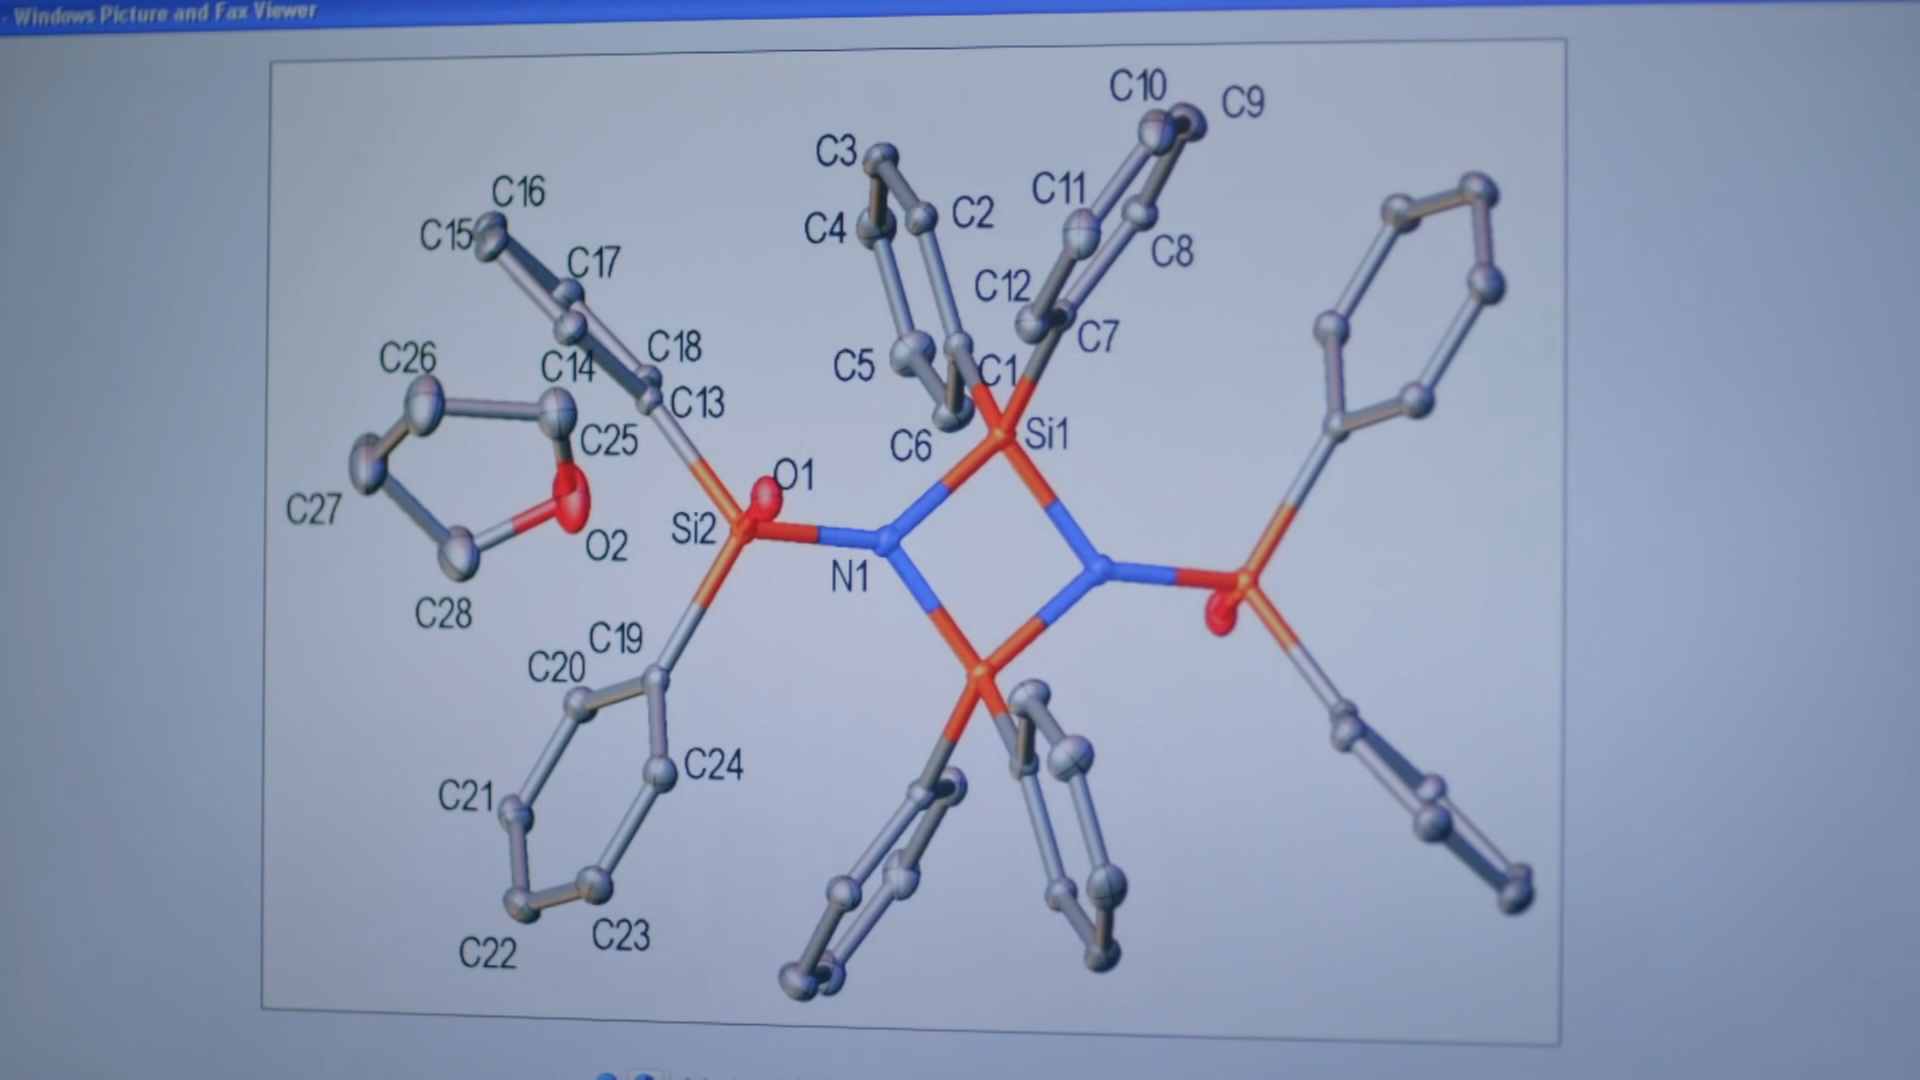 Windows Picture and Fax Viewer
C10
C9
C3
C11
C16
C2
C4
C15
C8
C17
C12
C7
C18
C26
C14
C5
C1
C13
C25
C6
Si1
O1
C27
Si2
O2
N1
C28
C19
C20
C24
C21
C23
C22